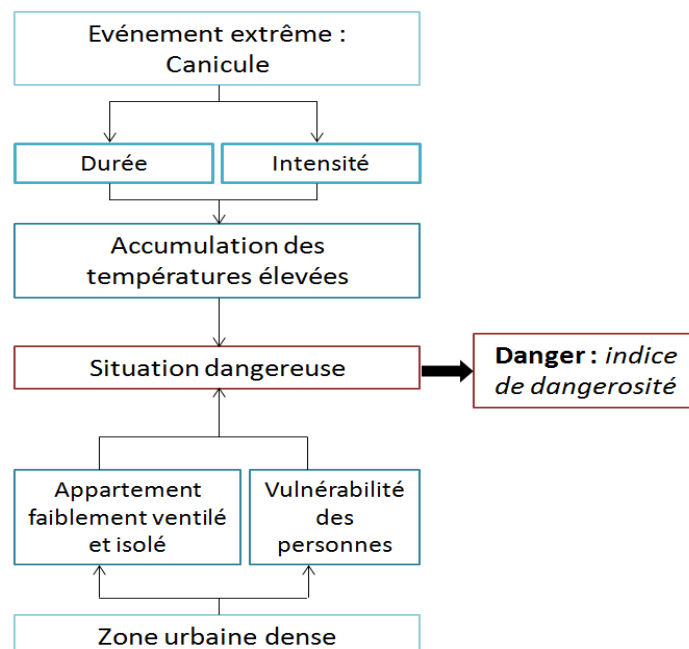 Evénement extrême :
Canicule
Durée
Intensité
Accumulation des
températures élevées
Situation dangereuse
Danger : indice
de dangerosité
Appartement
faiblement ventilé
et isolé
Vulnérabilité
des
personnes
Zone urbaine dense